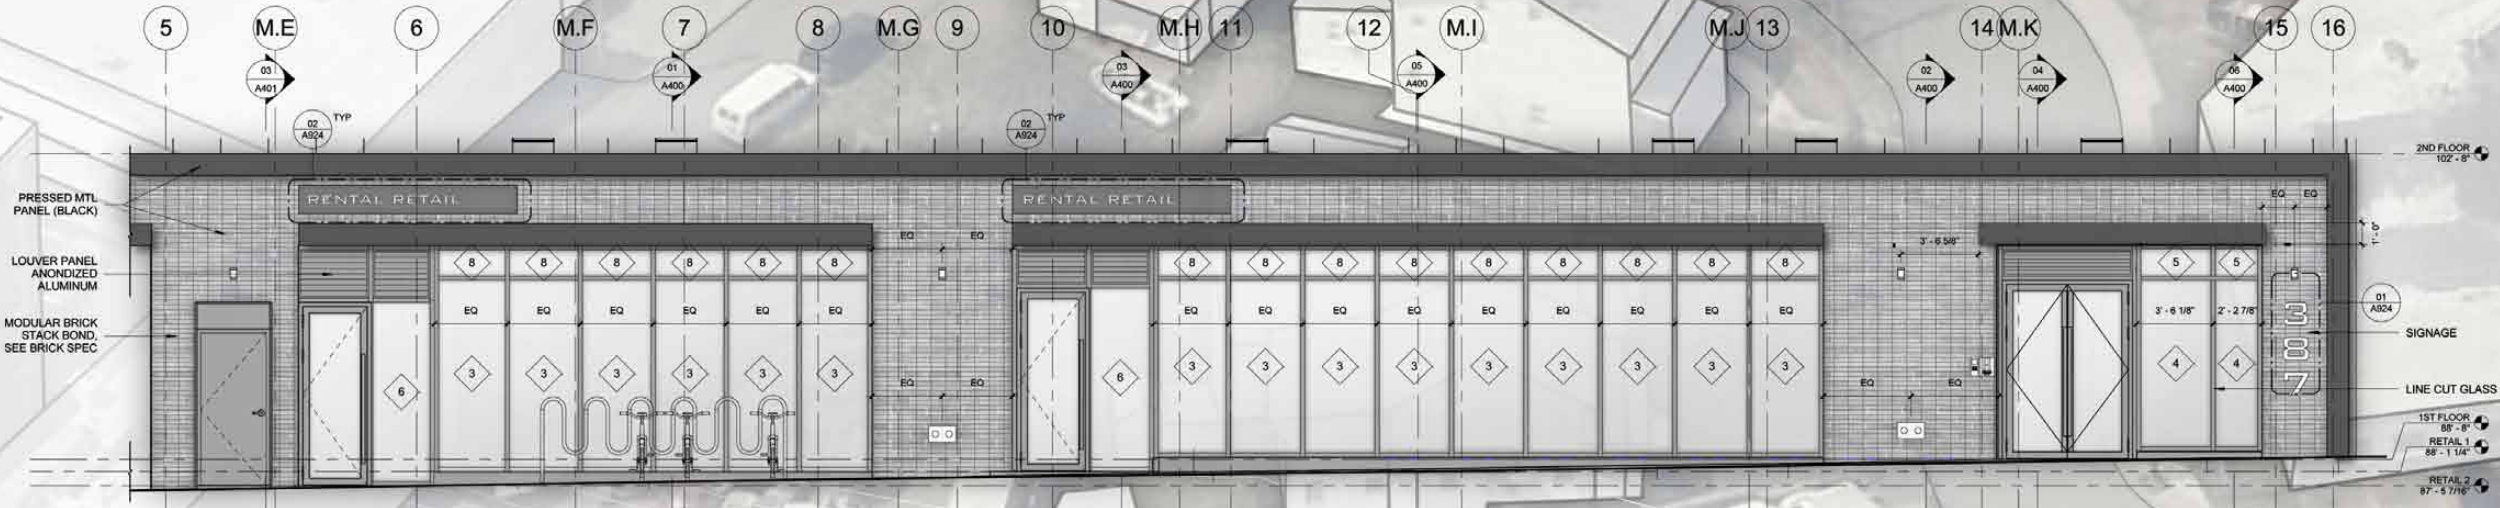 5 M.E 6 M.F 7 8 M.G 9 10 M.H 11 12 M.I M.J 13 14 M.K 15 16
03 A401
01 A400
03 A400
05 A400
02 A400
04 A400
06 A400
02 A924 TYP
02 A924 TYP
2ND FLOOR
102' - 8"
PRESSED MTL
PANEL (BLACK)
RENTAL RETAIL
RENTAL RETAIL
EQ EQ
EQ EQ
3' - 6 5/8"
1' - 0"
LOUVER PANEL
ANONDIZED
ALUMINUM
8 8 8 8 8 8
8 8 8 8 8 8 8 8 8
5 5
EQ EQ EQ EQ EQ EQ
EQ EQ EQ EQ EQ EQ EQ EQ EQ
3' - 6 1/8" 2' - 2 7/8"
01
A924
MODULAR BRICK
STACK BOND,
SEE BRICK SPEC
3
8
7
SIGNAGE
6 3 3 3 3 3 3
EQ EQ
6 3 3 3 3 3 3 3 3 3
EQ EQ
4 4
LINE CUT GLASS
1ST FLOOR
88' - 8"
RETAIL 1
88' - 1 1/4"
RETAIL 2
87' - 5 7/16"